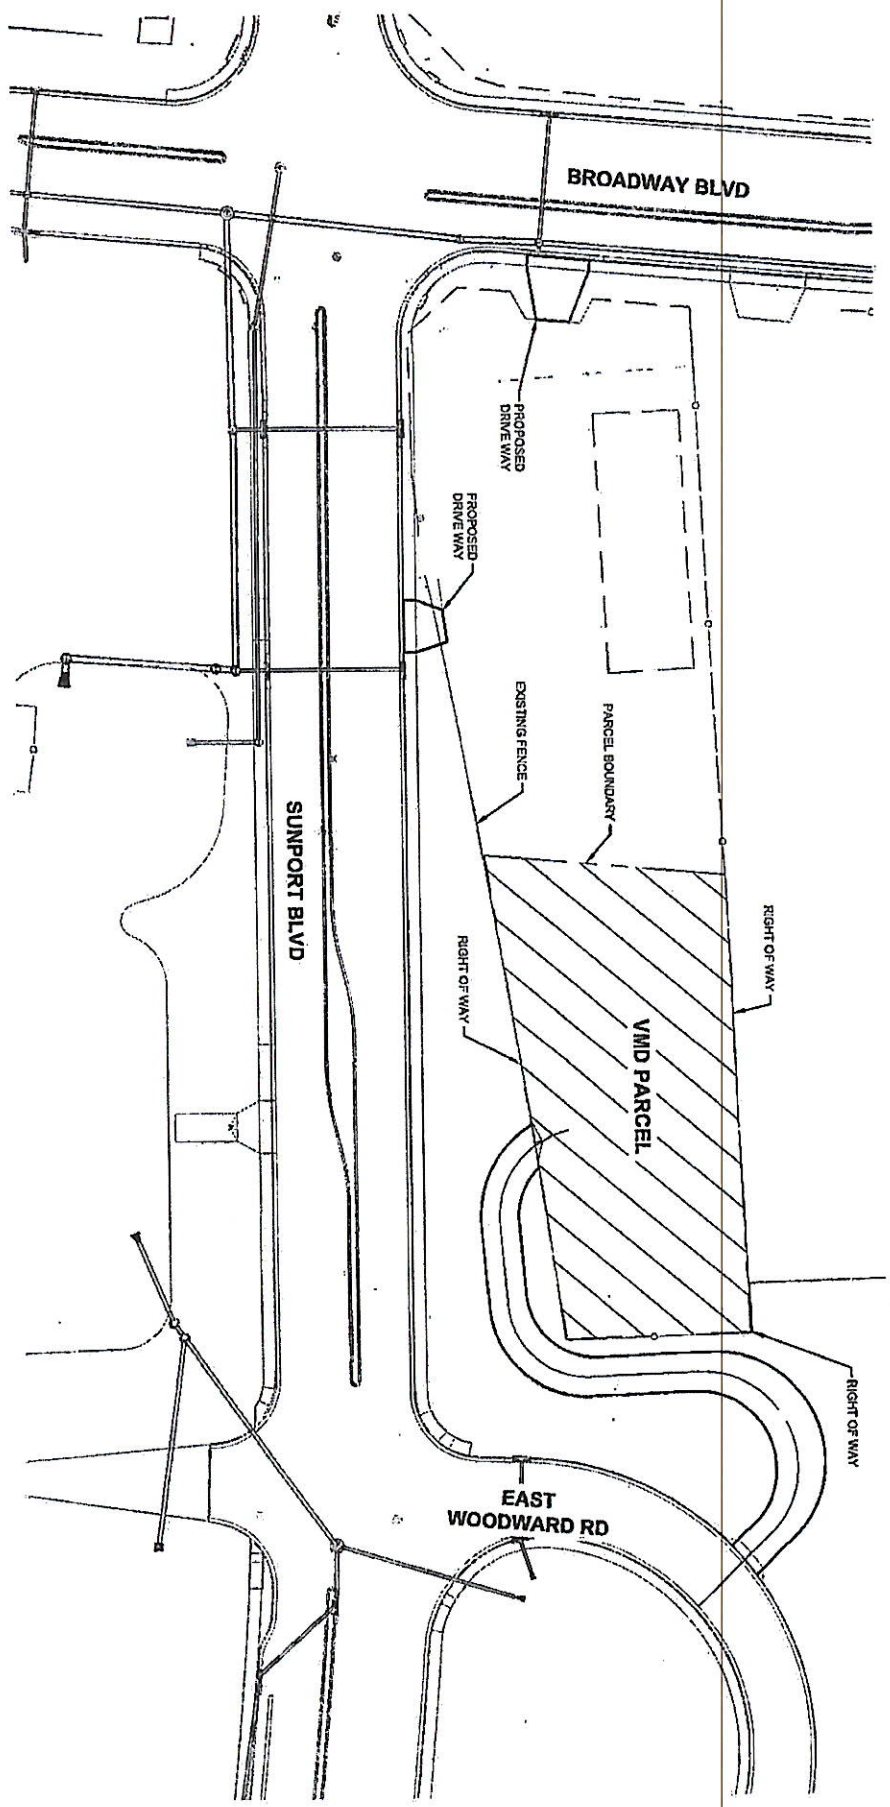 BROADWAY BLVD
PROPOSED
DRIVE WAY
PROPOSED
DRIVE WAY
EXISTING FENCE
PARCEL BOUNDARY
SUNPORT BLVD
RIGHT OF WAY
RIGHT OF WAY
VMD PARCEL
RIGHT OF WAY
EAST
WOODWARD RD